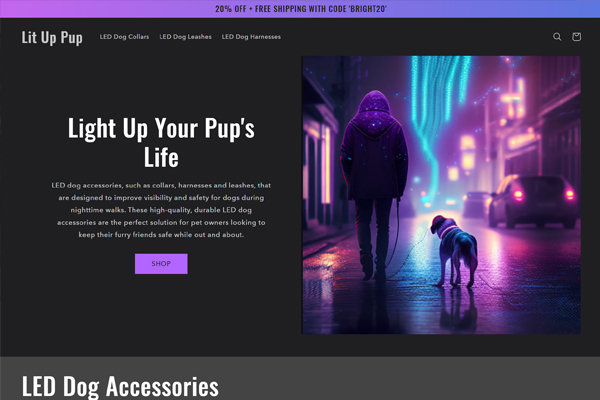 20% OFF + FREE SHIPPING WITH CODE 'BRIGHT20'
Lit Up Pup
LED Dog Collars
LED Dog Leashes
LED Dog Harnesses
Light Up Your Pup's
Life
LED dog accessories, such as collars, harnesses and leashes, that
are designed to improve visibility and safety for dogs during
nighttime walks. These high-quality, durable LED dog
accessories are the perfect solution for pet owners looking to
keep their furry friends safe while out and about.
SHOP
LED Dog Accessories